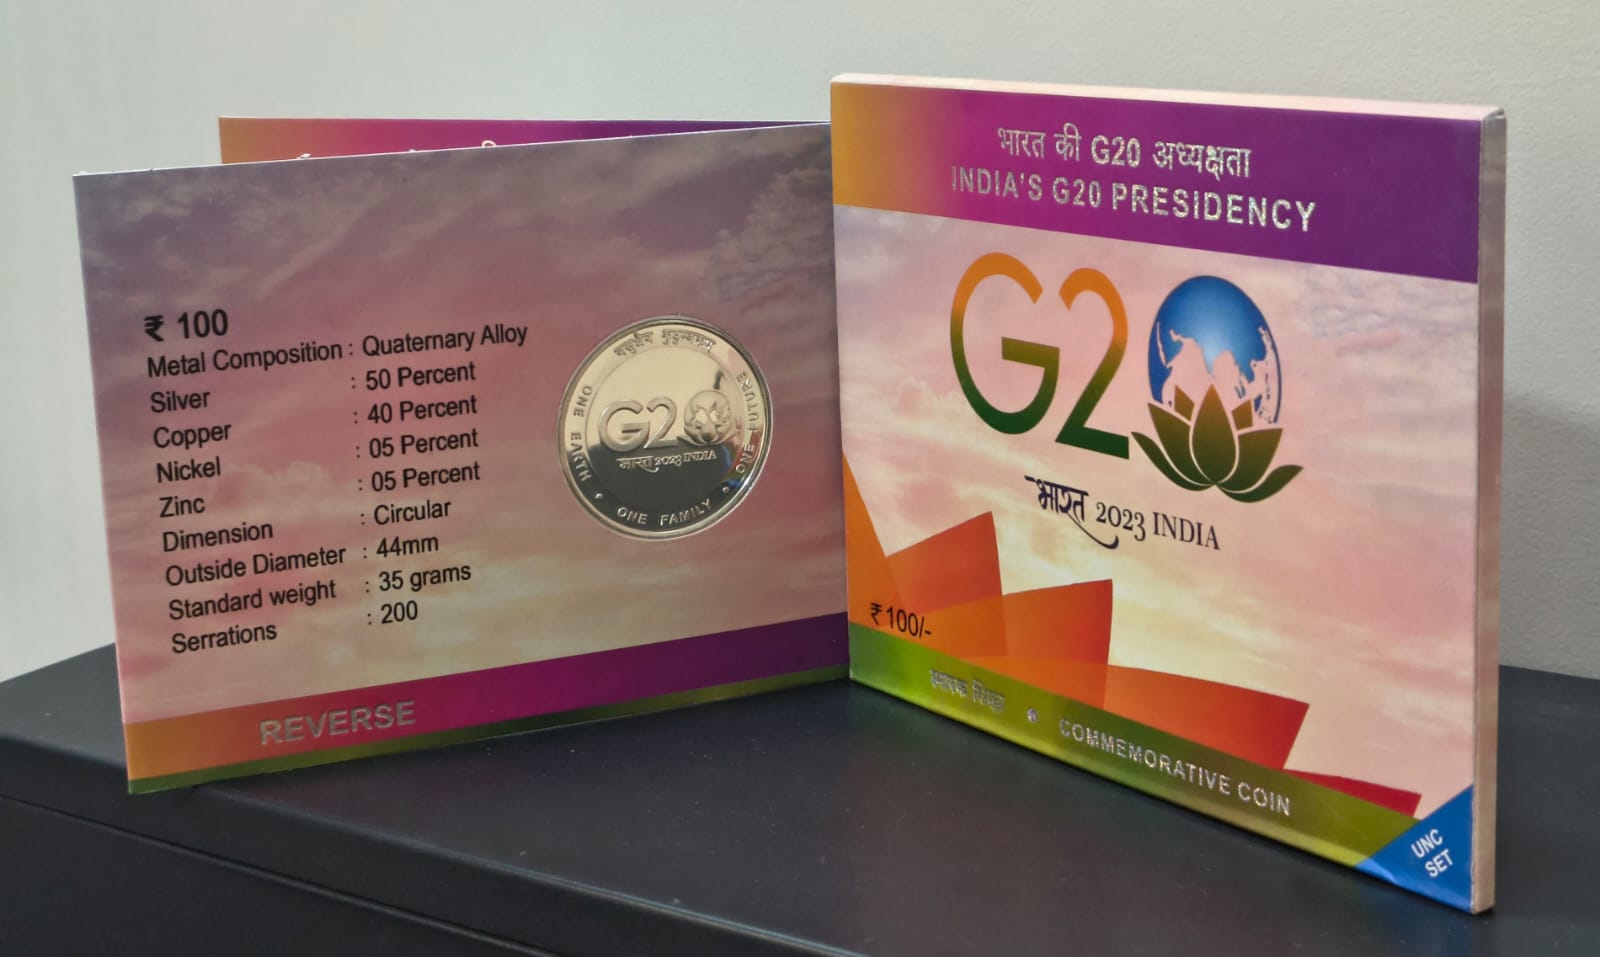 ₹ 100
Metal Composition : Quaternary Alloy
Silver : 50 Percent
Copper : 40 Percent
Nickel : 05 Percent
Zinc : 05 Percent
Dimension : Circular
Outside Diameter : 44mm
Standard weight : 35 grams
Serrations : 200
REVERSE
वसुधैव कुटुम्बकम्
G20
भारत 2023 INDIA
ONE EARTH • ONE FAMILY • ONE FUTURE
भारत की G20 अध्यक्षता
INDIA'S G20 PRESIDENCY
G20
भारत 2023 INDIA
₹100/-
स्मारक सिक्का • COMMEMORATIVE COIN
UNC
SET